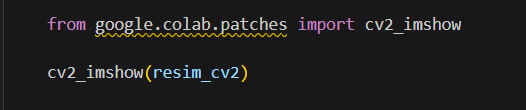 from google.colab.patches import cv2_imshow
cv2_imshow(resim_cv2)